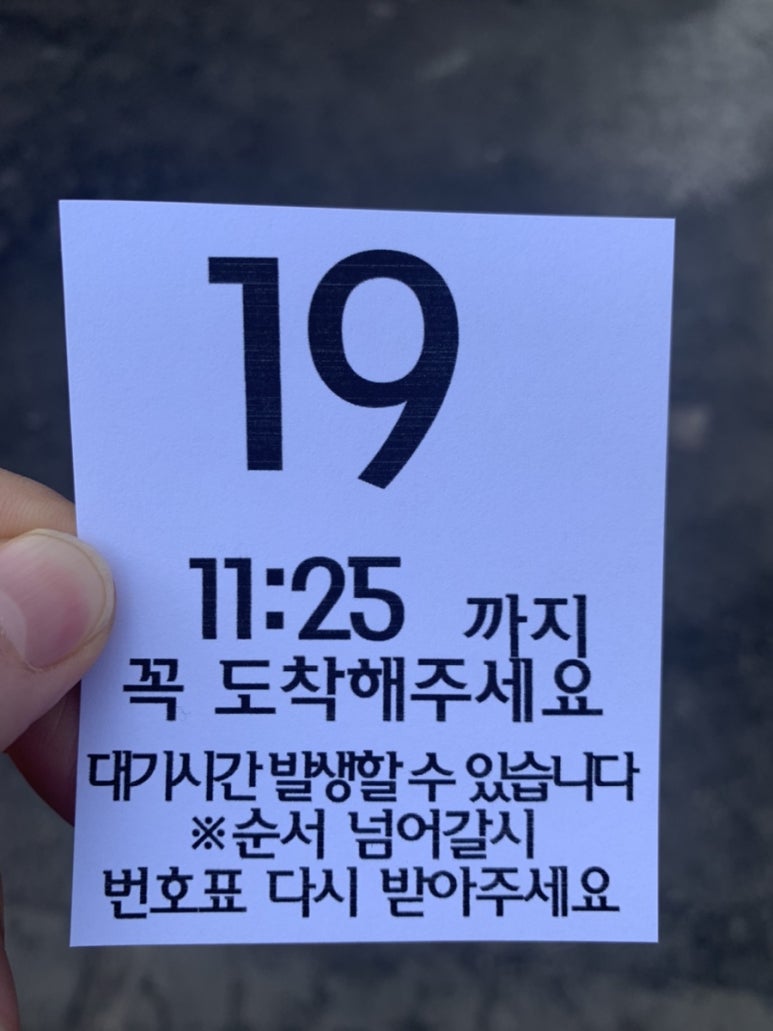 19
11:25 까지
꼭 도착해주세요
대기시간 발생할 수 있습니다
※순서 넘어갈시
번호표 다시 받아주세요